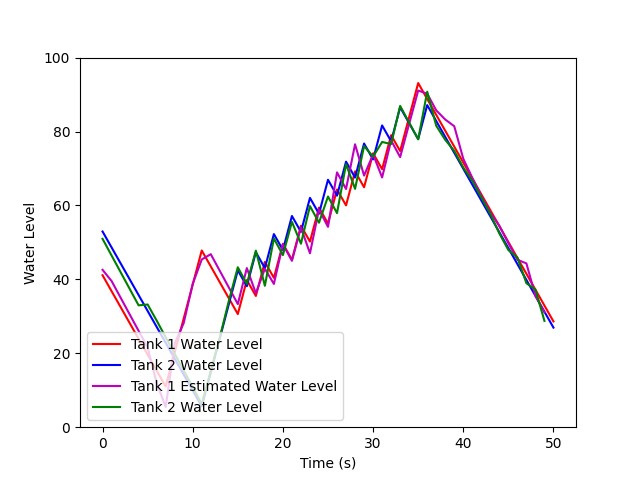 100
80
60
40
20
0
Water Level
Tank 1 Water Level
Tank 2 Water Level
Tank 1 Estimated Water Level
Tank 2 Water Level
0 10 20 30 40 50
Time (s)